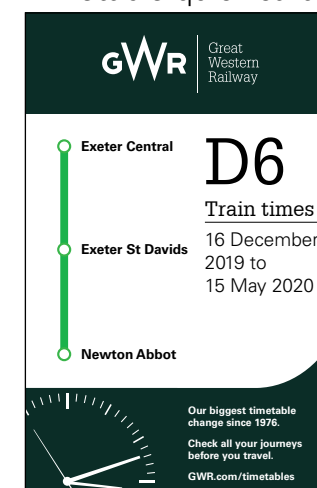 GWR
Great
Western
Railway
Exeter Central
Exeter St Davids
Newton Abbot
D6
Train times
16 December
2019 to
15 May 2020
Our biggest timetable
change since 1976.
Check all your journeys
before you travel.
GWR.com/timetables